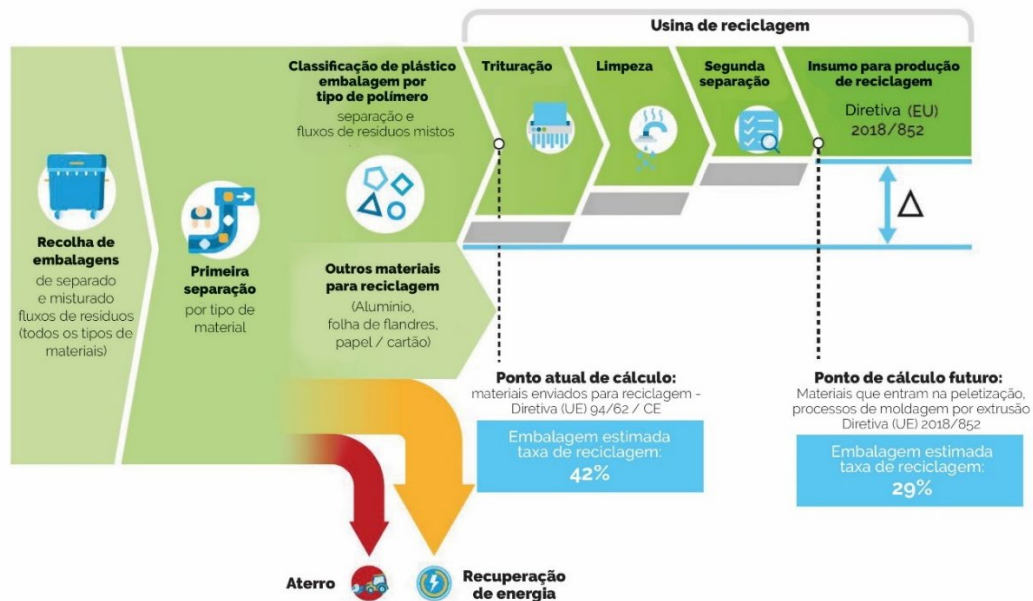 Usina de reciclagem
Classificação de plástico
embalagem por
tipo de polímero
separação e
fluxos de resíduos mistos
Trituração
Limpeza
Segunda
separação
Insumo para produção
de reciclagem
Diretiva (EU)
2018/852
Δ
Recolha de
embalagens
de separado
e misturado
fluxos de resíduos
(todos os tipos de
materiais)
Primeira
separação
por tipo de
material
Outros materiais
para reciclagem
(Alumínio,
folha de flandres,
papel / cartão)
Ponto atual de cálculo:
materiais enviados para reciclagem -
Diretiva (UE) 94/62 / CE
Embalagem estimada
taxa de reciclagem:
42%
Ponto de cálculo futuro:
Materiais que entram na peletização,
processos de moldagem por extrusão
Diretiva (UE) 2018/852
Embalagem estimada
taxa de reciclagem:
29%
Aterro
Recuperação
de energia